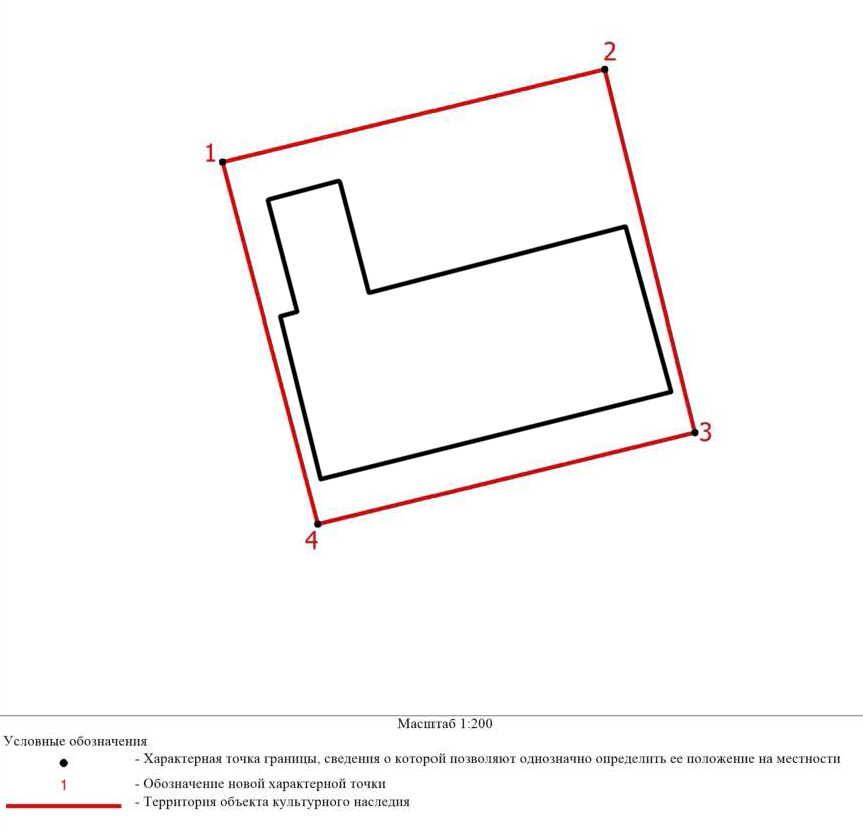 2
1
3
4
Масштаб 1:200
Условные обозначения
- Характерная точка границы, сведения о которой позволяют однозначно определить ее положение на местности
1 - Обозначение новой характерной точки
- Территория объекта культурного наследия